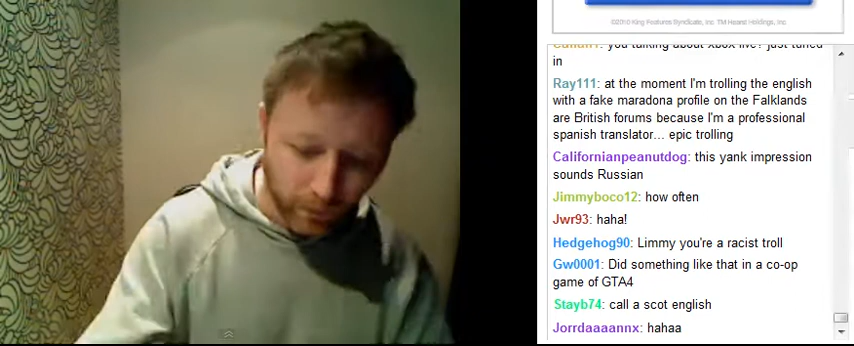 ©2010 King Features Syndicate, Inc TM Hearst Holdings, Inc.
you talking about xbox live? just tuned
in
Ray111: at the moment I'm trolling the english
with a fake maradona profile on the Falklands
are British forums because I'm a professional
spanish translator... epic trolling
Californianpeanutdog: this yank impression
sounds Russian
Jimmyboco12: how often
Jwr93: haha!
Hedgehog90: Limmy you're a racist troll
Gw0001: Did something like that in a co-op
game of GTA4
Stayb74: call a scot english
Jorrdaaaannx: hahaa